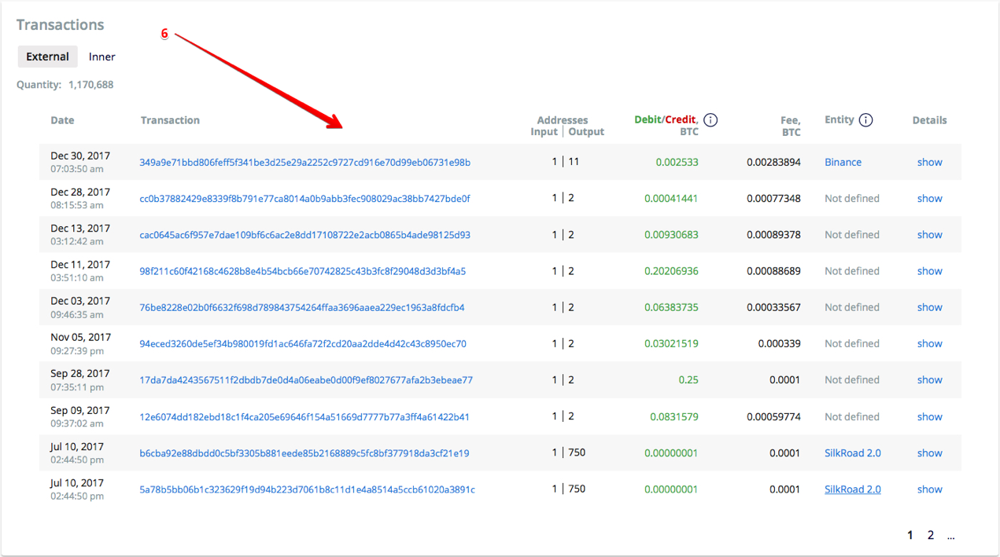 Transactions
6
External Inner
Quantity: 1,170,688
Date Transaction Addresses Debit/Credit, Fee, Entity Details
Input | Output BTC BTC
Dec 30, 2017 349a9e71bbd806feff5f341be3d25e29a2252c9727cd916e70d99eb06731e98b 1 | 11 0.002533 0.00283894 Binance show
07:03:50 am
Dec 28, 2017 cc0b37882429e8339f8b791e77ca8014a0b9abb3fec908029ac38bb7427bde0f 1 | 2 0.00041441 0.00077348 Not defined show
08:15:53 am
Dec 13, 2017 cac0645ac6f957e7dae109bf6c6ac2e8dd17108722e2acb0865b4ade98125d93 1 | 2 0.00930683 0.00089378 Not defined show
03:12:42 am
Dec 11, 2017 98f211c60f42168c4628b8e4b54bcb66e70742825c43b3fc8f29048d3d3bf4a5 1 | 2 0.20206936 0.00088689 Not defined show
03:51:10 am
Dec 03, 2017 76be8228e02b0f6632f698d789843754264ffaa3696aaea229ec1963a8fdcfb4 1 | 2 0.06383735 0.00033567 Not defined show
09:46:35 am
Nov 05, 2017 94eced3260de5ef34b980019fd1ac646fa72f2cd20aa2dde4d42c43c8950ec70 1 | 2 0.03021519 0.000339 Not defined show
09:27:39 pm
Sep 28, 2017 17da7da4243567511f2dbdb7de0d4a06eabe0d00f9ef8027677afa2b3ebeae77 1 | 2 0.25 0.0001 Not defined show
07:35:11 pm
Sep 09, 2017 12e6074dd182ebd18c1f4ca205e69646f154a51669d7777b77a3ff4a61422b41 1 | 2 0.0831579 0.00059774 Not defined show
09:37:02 am
Jul 10, 2017 b6cba92e88dbdd0c5bf3305b881eede85b2168889c5fc8bf377918da3cf21e19 1 | 750 0.00000001 0.0001 SilkRoad 2.0 show
02:44:50 pm
Jul 10, 2017 5a78b5bb06b1c323629f19d94b223d7061b8c11d1e4a8514a5ccb61020a3891c 1 | 750 0.00000001 0.0001 SilkRoad 2.0 show
02:44:50 pm
1 2 ...